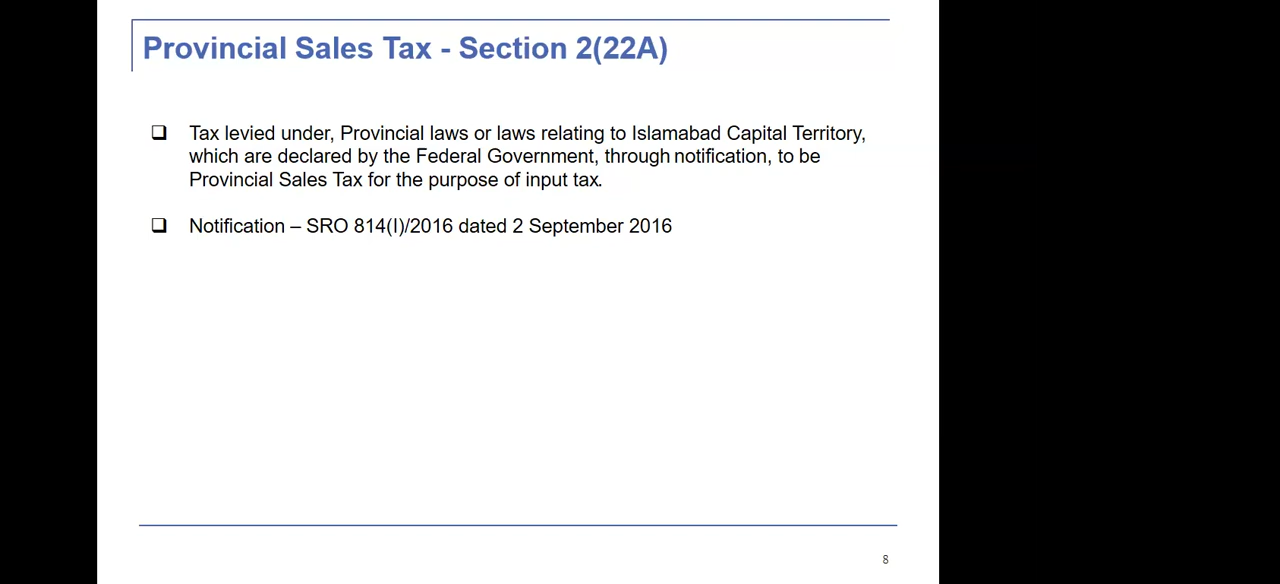 Provincial Sales Tax - Section 2(22A)
❑ Tax levied under, Provincial laws or laws relating to Islamabad Capital Territory,
which are declared by the Federal Government, through notification, to be
Provincial Sales Tax for the purpose of input tax.
❑ Notification – SRO 814(I)/2016 dated 2 September 2016
8